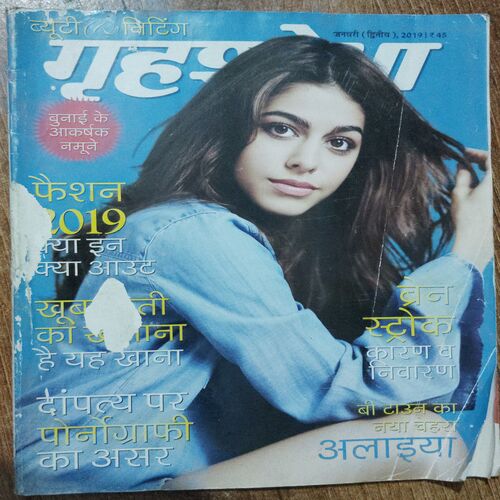 ब्यूटी निटिंग
जनवरी ( द्वितीय ), 2019 । ₹ 45
बुनाई के
आकर्षक
नमूने
फैशन
2019
क्या इन
क्या आउट
है यह खाना
ब्रेन
स्ट्रोक
कारण व
निवारण
दांपत्य पर
पोर्नोग्राफी
का असर
बी टाउन का
नया चेहरा
अलाइया